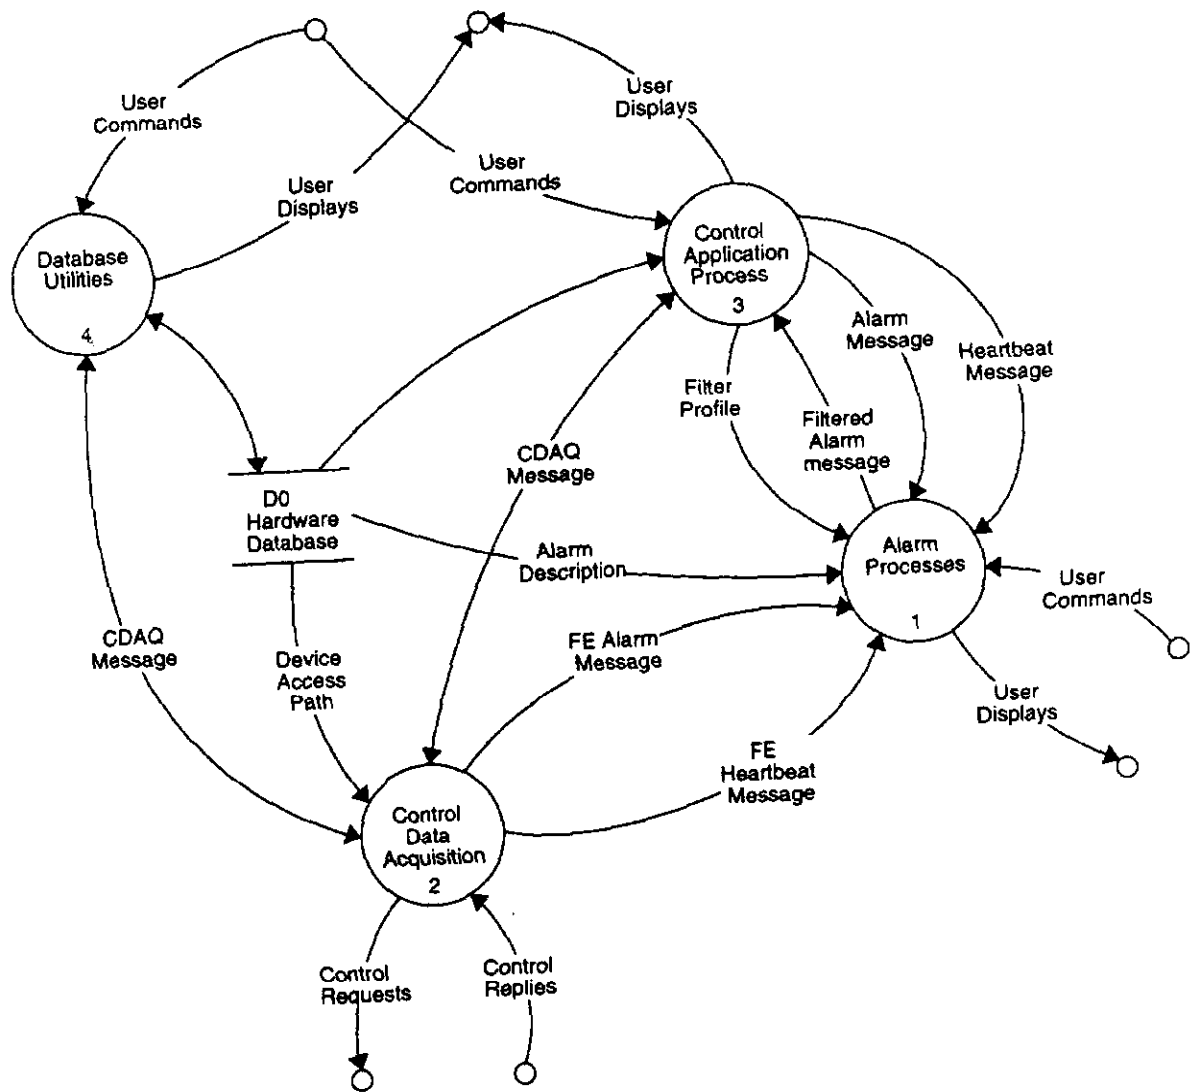 User
Commands
User
Displays
User
Displays
User
Commands
Database
Utilities
4
Control
Application
Process
3
Alarm
Message
Heartbeat
Message
Filter
Profile
Filtered
Alarm
message
CDAQ
Message
D0
Hardware
Database
Alarm
Description
Alarm
Processes
1
User
Commands
CDAQ
Message
Device
Access
Path
FE Alarm
Message
User
Displays
FE
Heartbeat
Message
Control
Data
Acquisition
2
Control
Requests
Control
Replies